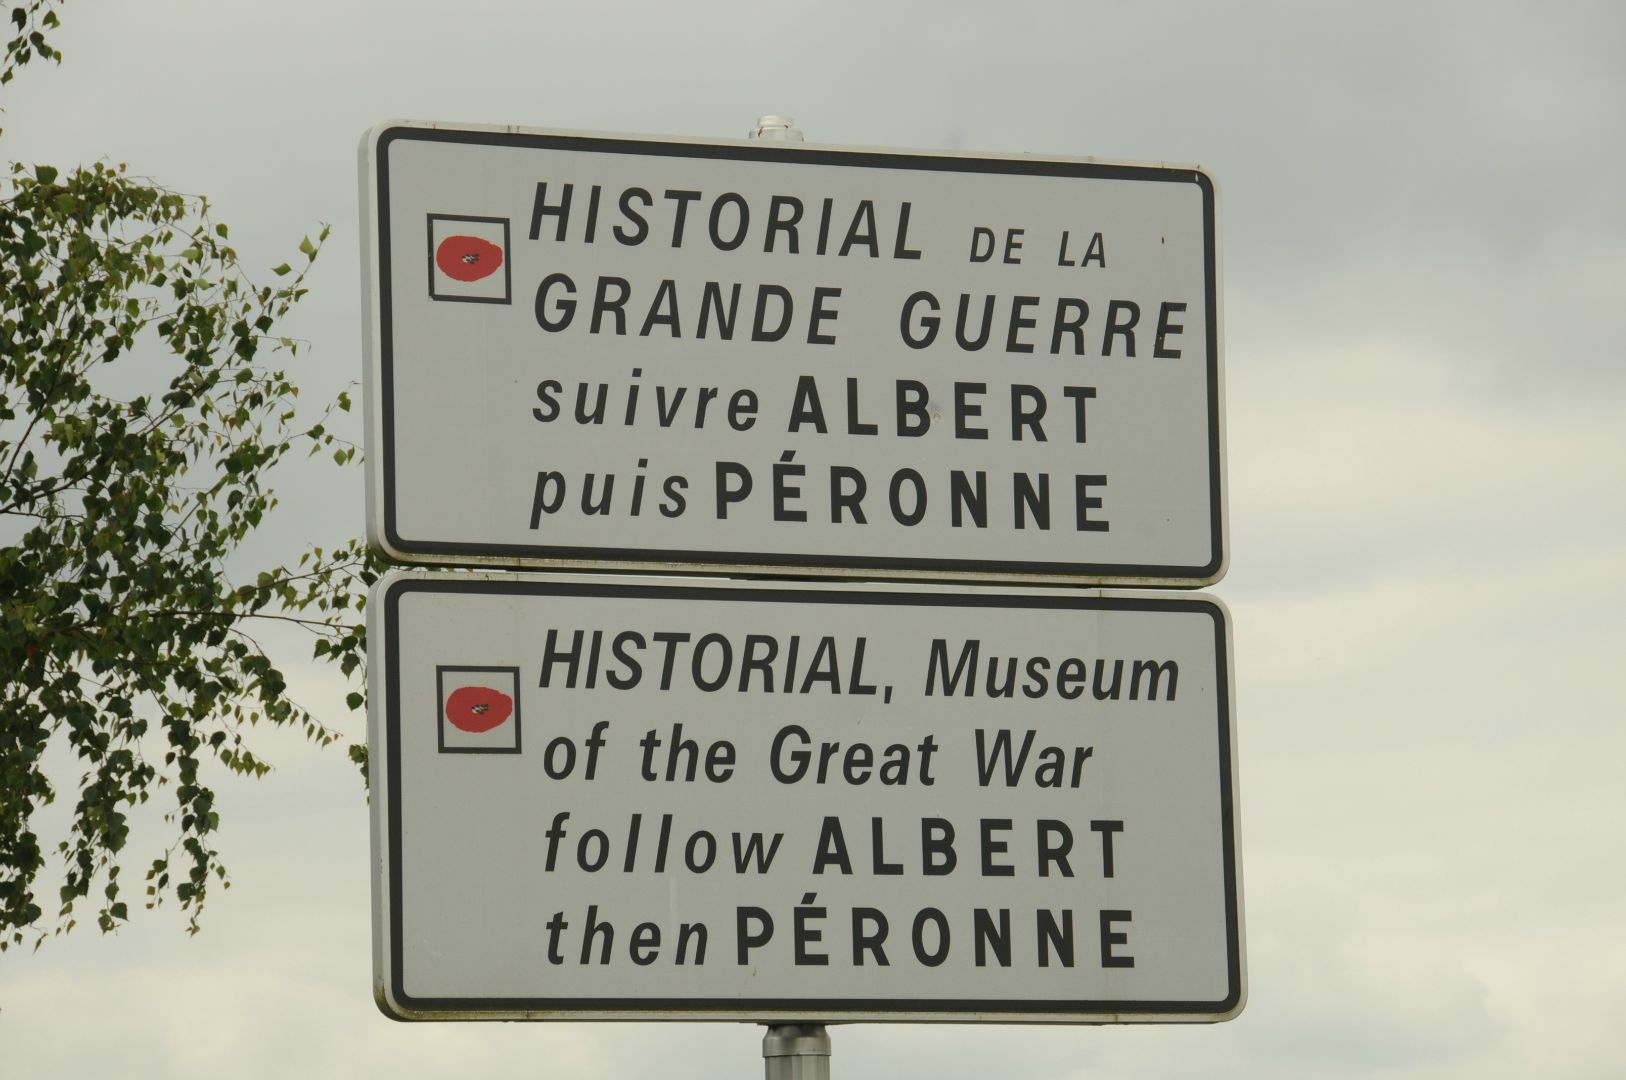 HISTORIAL DE LA
GRANDE GUERRE
suivre ALBERT
puis PÉRONNE
HISTORIAL, Museum
of the Great War
follow ALBERT
then PÉRONNE